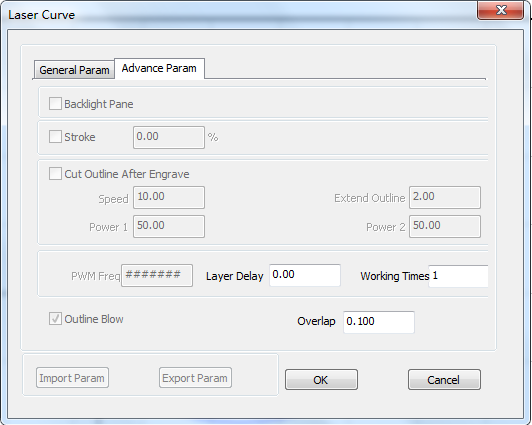 Laser Curve
General Param Advance Param
Backlight Pane
Stroke 0.00 %
Cut Outline After Engrave
Speed 10.00 Extend Outline 2.00
Power 1 50.00 Power 2 50.00
PWM Freq ####### Layer Delay 0.00 Working Times 1
Outline Blow Overlap 0.100
Import Param Export Param OK Cancel